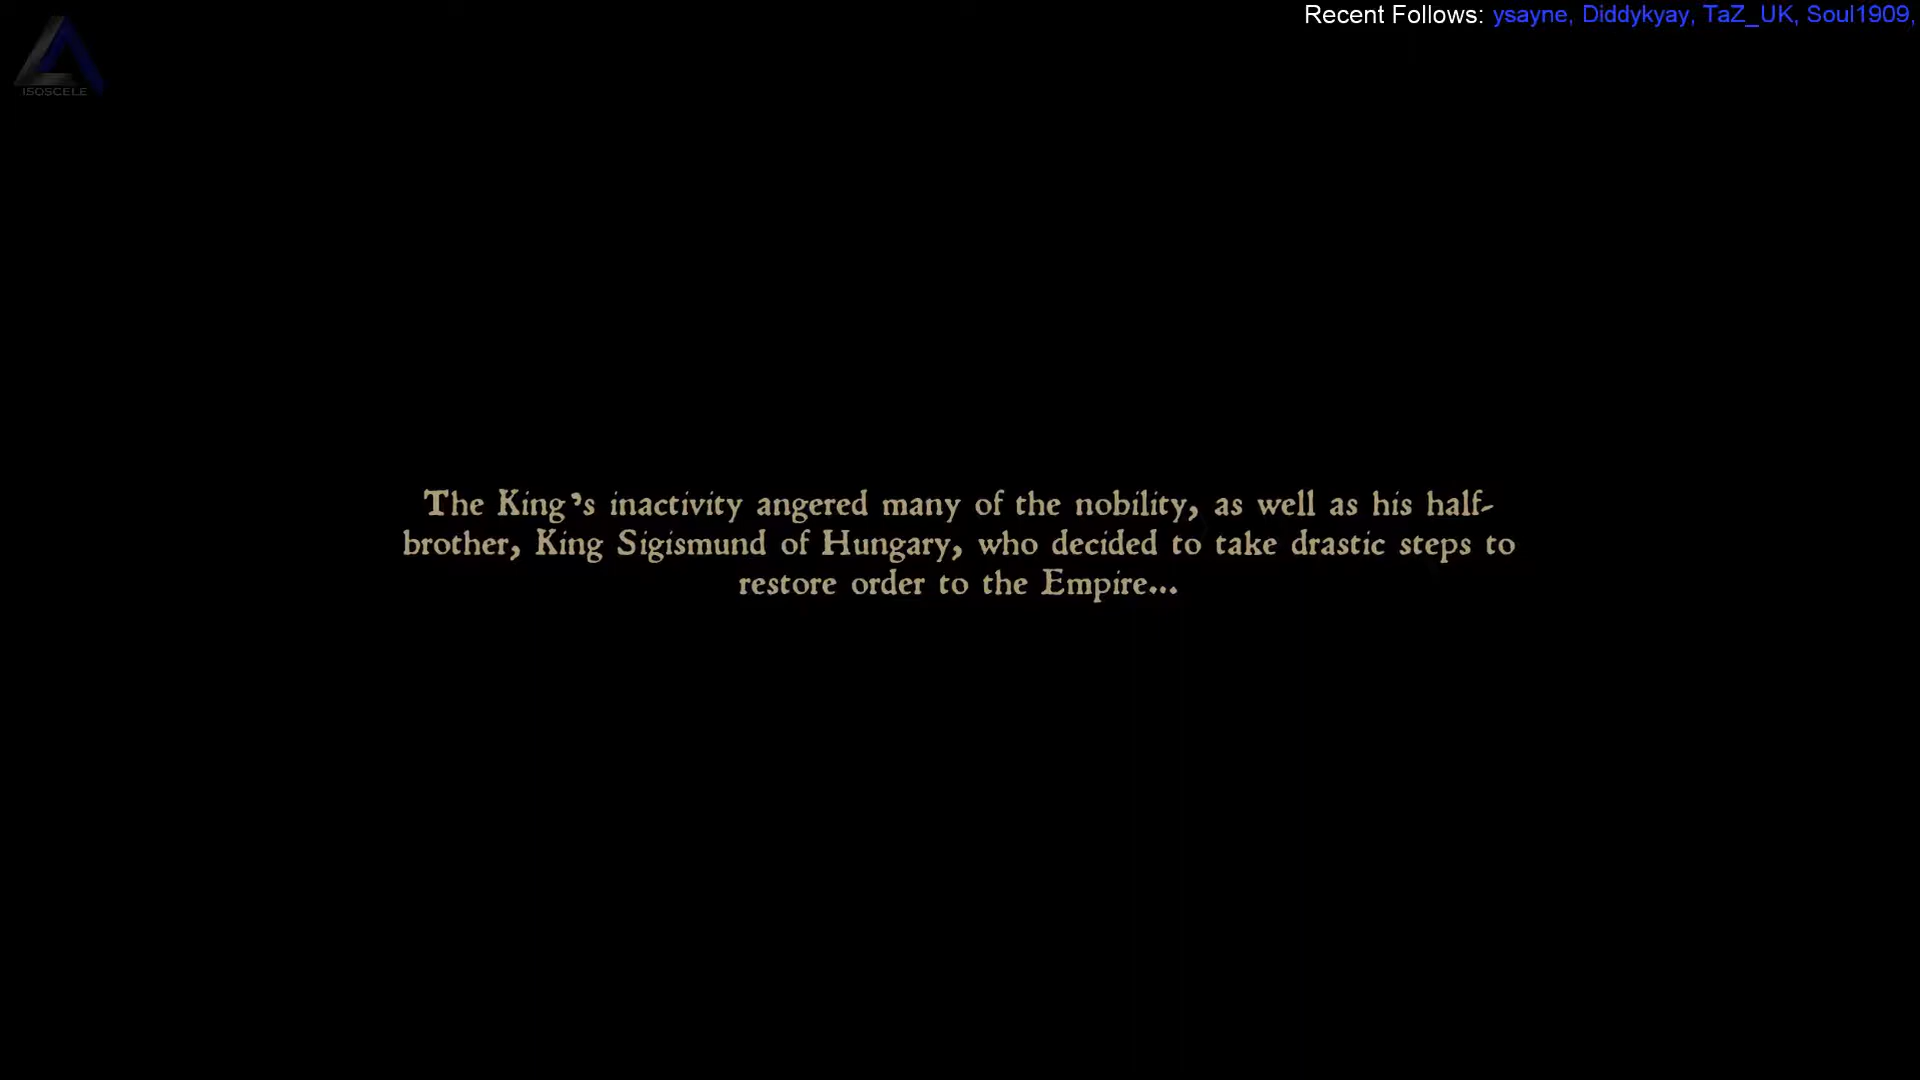 Recent Follows: ysayne, Diddykyay, TaZ_UK, Soul1909,
ISOSCELE
The King's inactivity angered many of the nobility, as well as his half-
brother, King Sigismund of Hungary, who decided to take drastic steps to
restore order to the Empire...